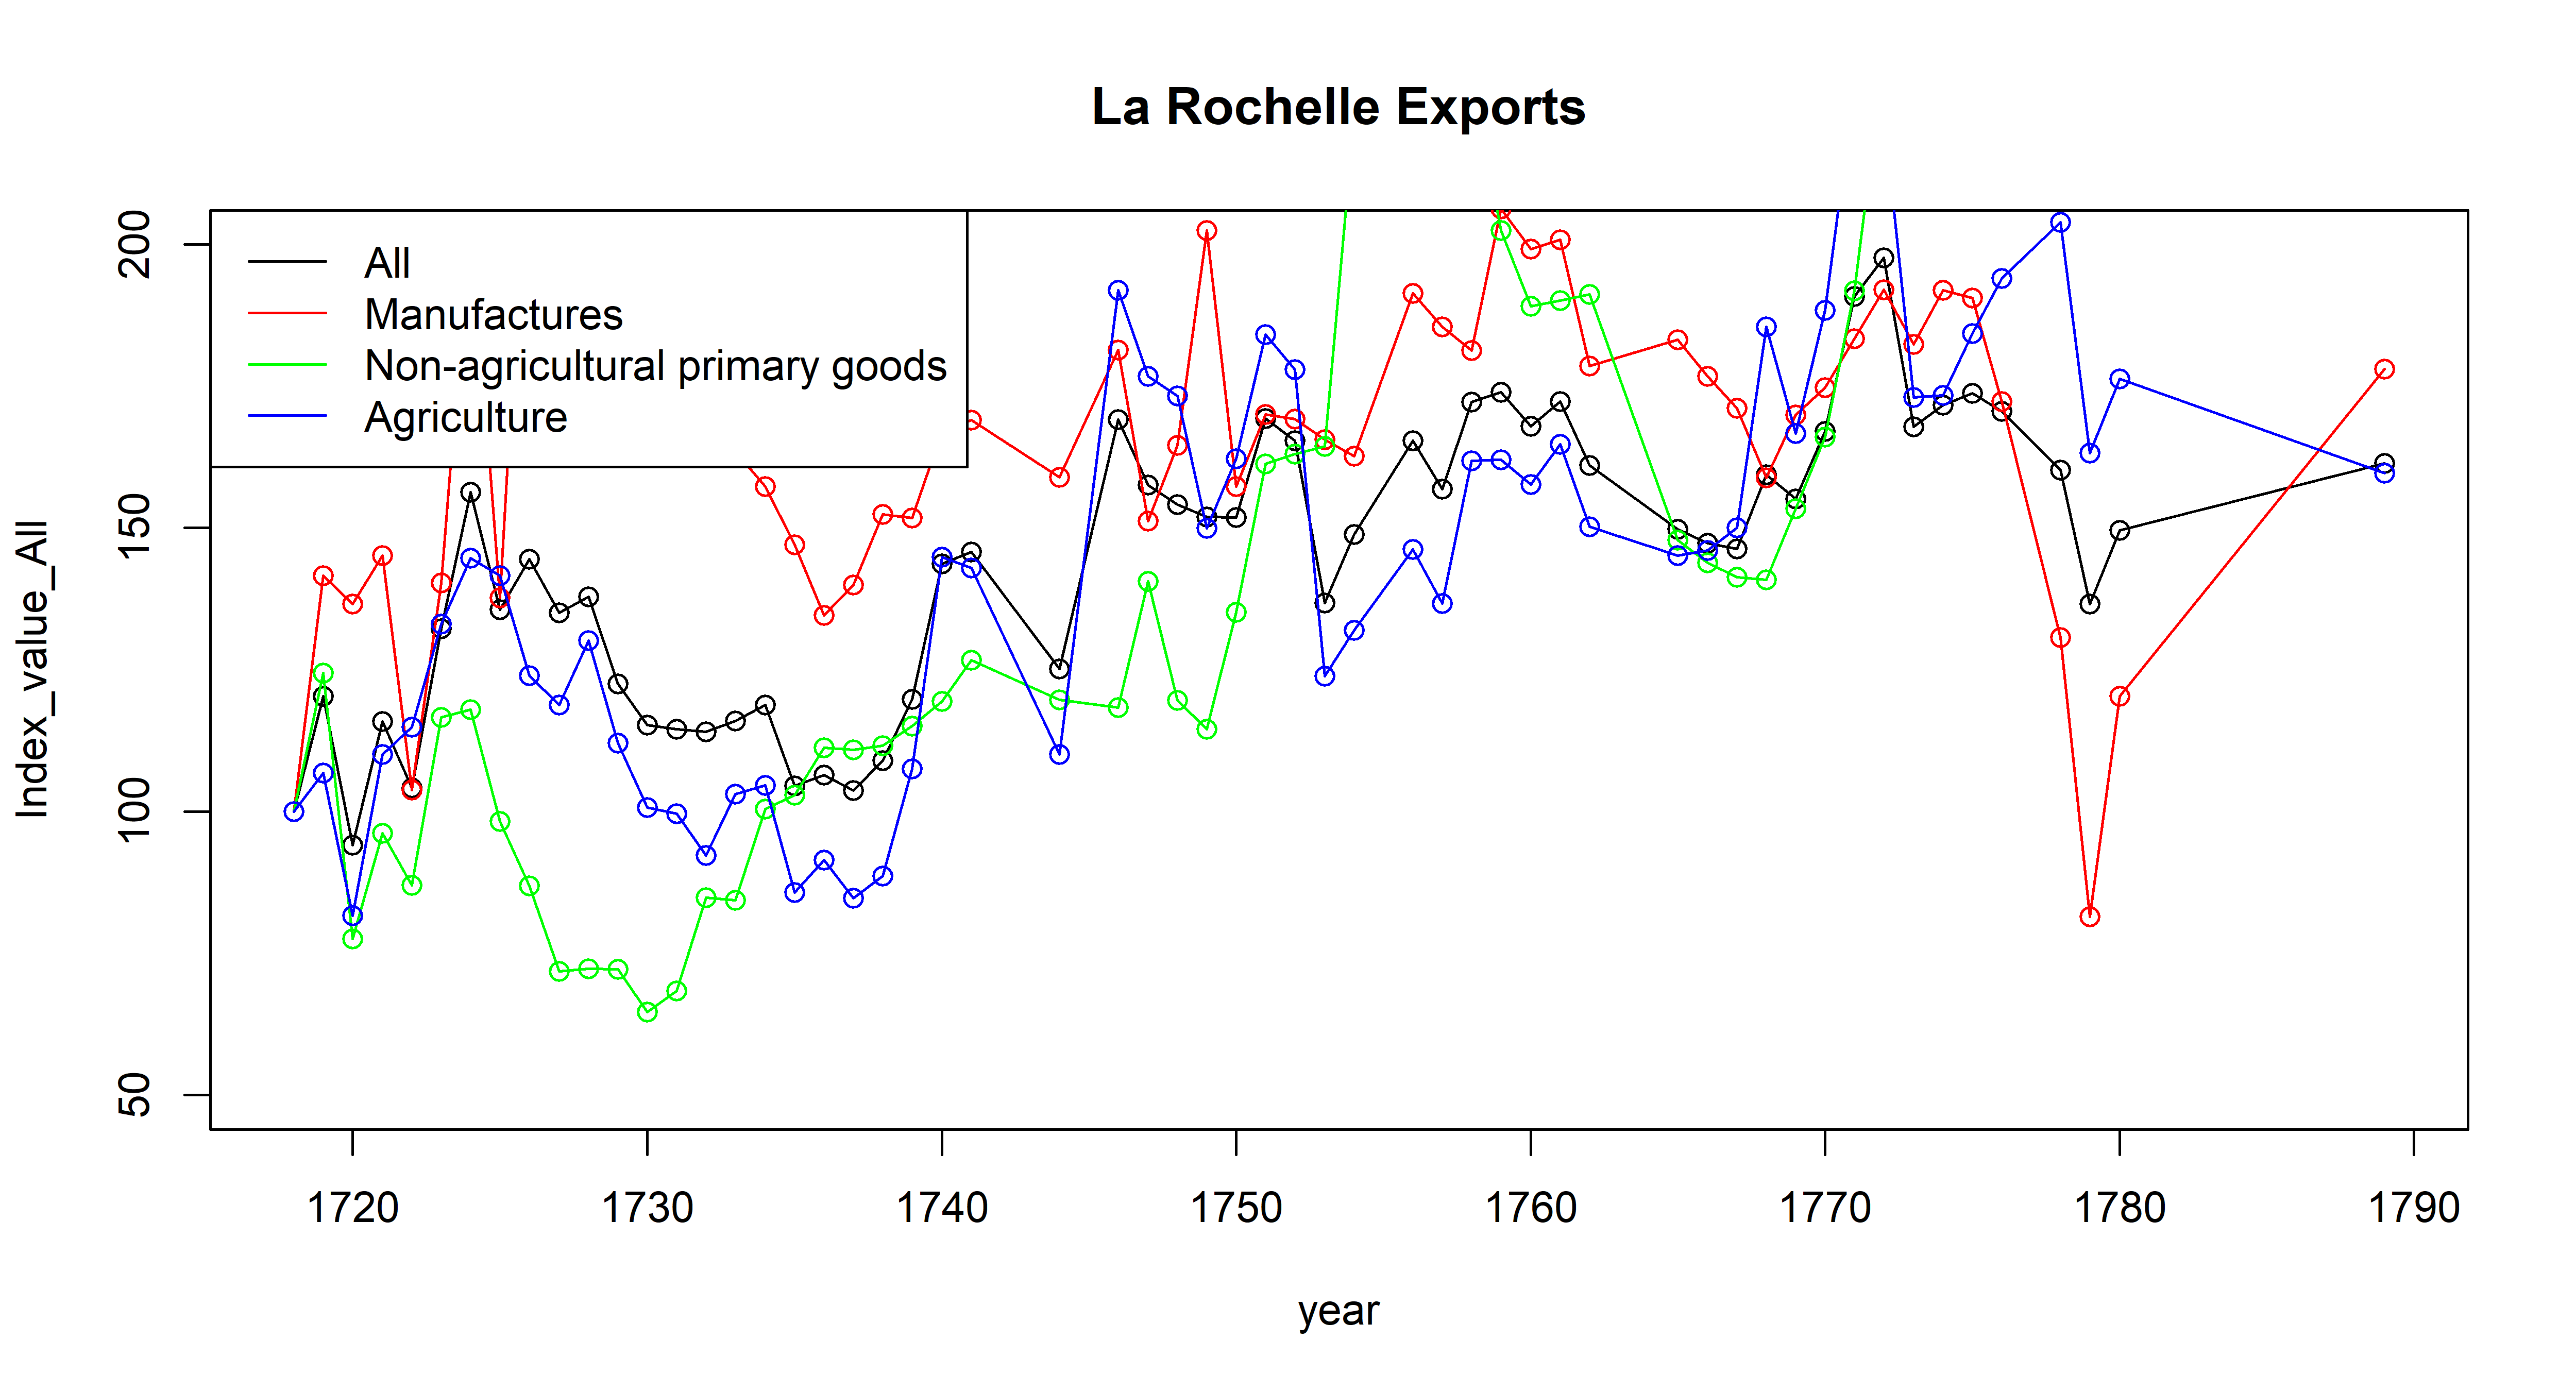 La Rochelle Exports
All
Manufactures
Non-agricultural primary goods
Agriculture
Index_value_All
200
150
100
50
1720 1730 1740 1750 1760 1770 1780 1790
year